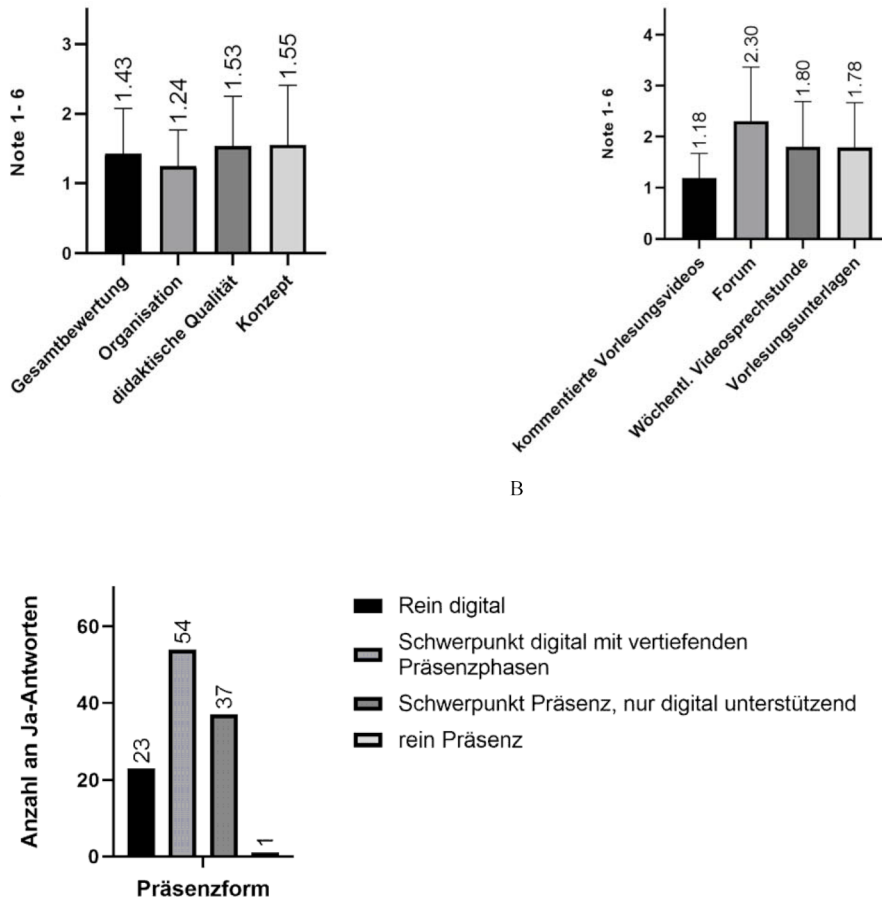 Note 1- 6
3
2
1
0
1.43
1.24
1.53
1.55
Gesamtbewertung
Organisation
didaktische Qualität
Konzept
Note 1- 6
4
3
2
1
0
1.18
2.30
1.80
1.78
kommentierte Vorlesungsvideos
Forum
Wöchentl. Videosprechstunde
Vorlesungsunterlagen
B
Anzahl an Ja-Antworten
60
40
20
0
23
54
37
1
Präsenzform
Rein digital
Schwerpunkt digital mit vertiefenden
Präsenzphasen
Schwerpunkt Präsenz, nur digital unterstützend
rein Präsenz